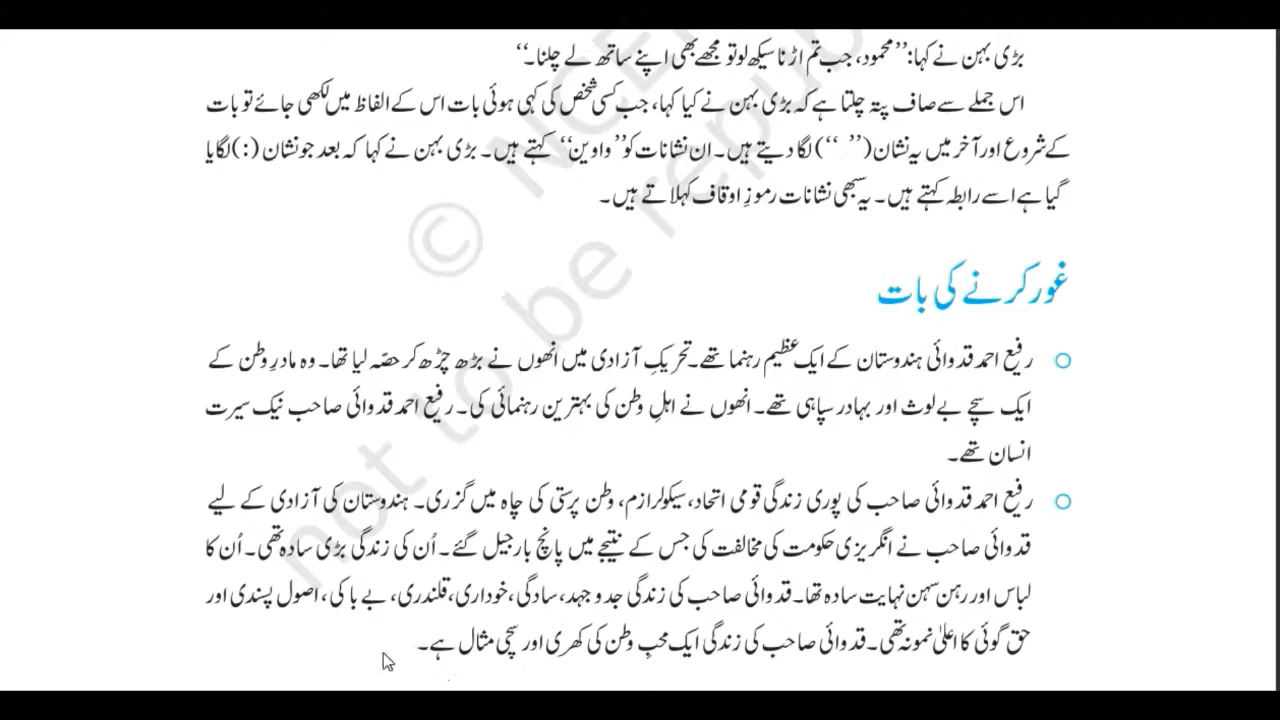 بڑی بہن نے کہا: ”محمود، جب تم اڑنا سیکھ لو تو مجھے بھی اپنے ساتھ لے چلنا۔“
اس جملے سے صاف پتہ چلتا ہے کہ بڑی بہن نے کیا کہا، جب کسی شخص کی کہی ہوئی بات اس کے الفاظ میں لکھی جائے تو بات
کے شروع اور آخر میں یہ نشان (” “) لگا دیتے ہیں۔ ان نشانات کو ”واوین“ کہتے ہیں۔ بڑی بہن نے کہا کہ بعد جو نشان (:) لگایا
گیا ہے اسے رابطہ کہتے ہیں۔ یہ سبھی نشانات رموزِ اوقاف کہلاتے ہیں۔
غور کرنے کی بات
○ رفیع احمد قدوائی ہندوستان کے ایک عظیم رہنما تھے۔ تحریکِ آزادی میں انھوں نے بڑھ چڑھ کر حصّہ لیا تھا۔ وہ مادرِ وطن کے
ایک سچے بے لوث اور بہادر سپاہی تھے۔ انھوں نے اہلِ وطن کی بہترین رہنمائی کی۔ رفیع احمد قدوائی صاحب نیک سیرت
انسان تھے۔
○ رفیع احمد قدوائی صاحب کی پوری زندگی قومی اتحاد، سیکولرازم، وطن پرستی کی چاہ میں گزری۔ ہندوستان کی آزادی کے لیے
قدوائی صاحب نے انگریزی حکومت کی مخالفت کی جس کے نتیجے میں پانچ بار جیل گئے۔ اُن کی زندگی بڑی سادہ تھی۔ اُن کا
لباس اور رہن سہن نہایت سادہ تھا۔ قدوائی صاحب کی زندگی جدوجہد، سادگی، خودداری، قلندری، بے باکی، اصول پسندی اور
حق گوئی کا اعلیٰ نمونہ تھی۔ قدوائی صاحب کی زندگی ایک محبِ وطن کی کھری اور سچی مثال ہے۔
© NCE
not to be republ